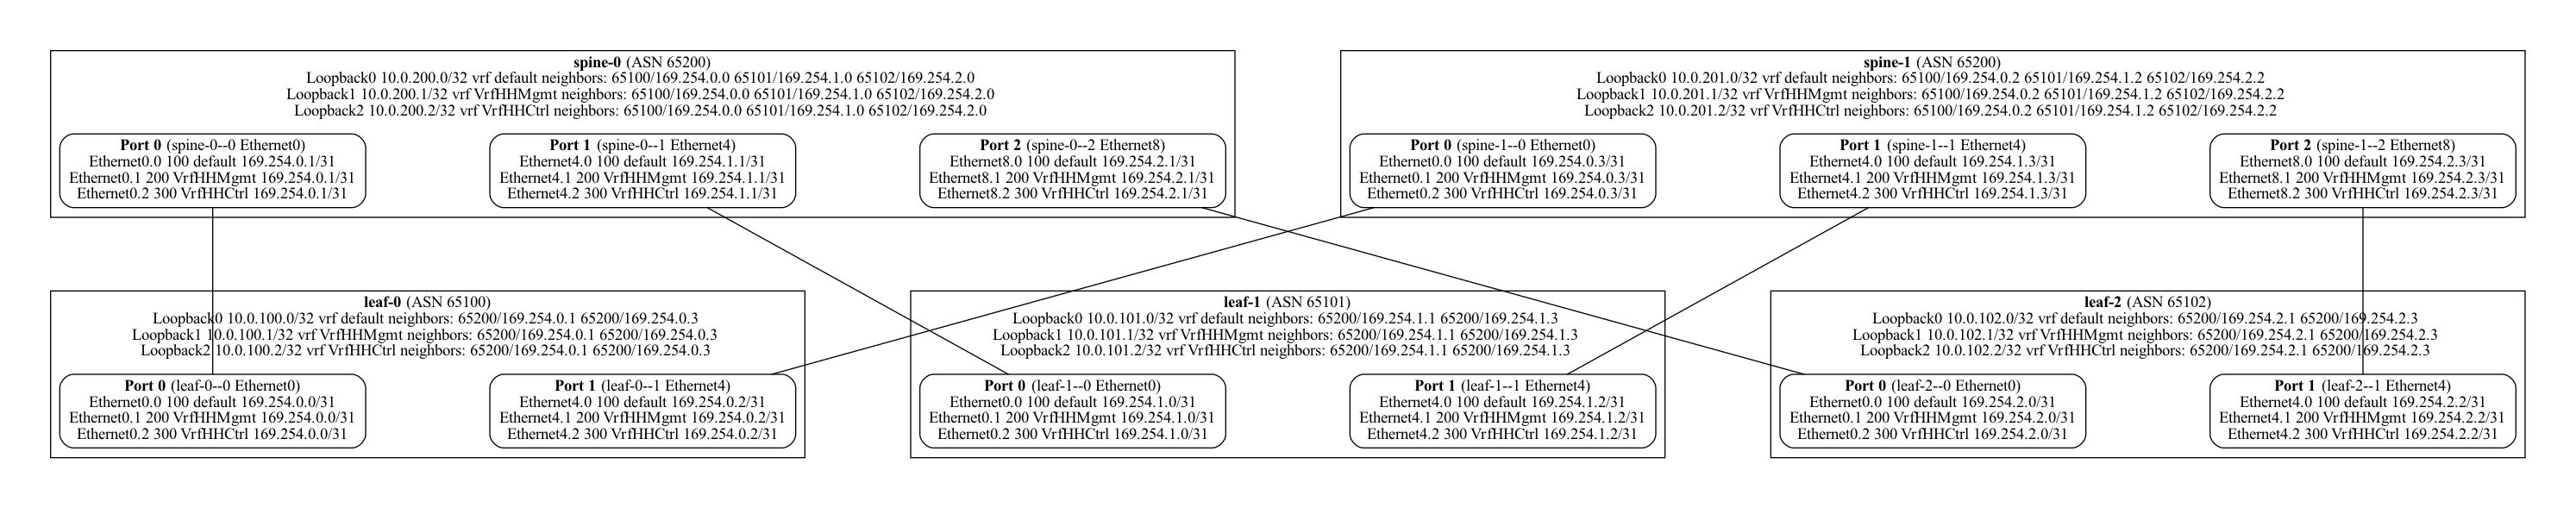 spine-0 (ASN 65200)
Loopback0 10.0.200.0/32 vrf default neighbors: 65100/169.254.0.0 65101/169.254.1.0 65102/169.254.2.0
Loopback1 10.0.200.1/32 vrf VrfHHMgmt neighbors: 65100/169.254.0.0 65101/169.254.1.0 65102/169.254.2.0
Loopback2 10.0.200.2/32 vrf VrfHHCtrl neighbors: 65100/169.254.0.0 65101/169.254.1.0 65102/169.254.2.0
Port 0 (spine-0--0 Ethernet0)
Ethernet0.0 100 default 169.254.0.1/31
Ethernet0.1 200 VrfHHMgmt 169.254.0.1/31
Ethernet0.2 300 VrfHHCtrl 169.254.0.1/31
Port 1 (spine-0--1 Ethernet4)
Ethernet4.0 100 default 169.254.1.1/31
Ethernet4.1 200 VrfHHMgmt 169.254.1.1/31
Ethernet4.2 300 VrfHHCtrl 169.254.1.1/31
Port 2 (spine-0--2 Ethernet8)
Ethernet8.0 100 default 169.254.2.1/31
Ethernet8.1 200 VrfHHMgmt 169.254.2.1/31
Ethernet8.2 300 VrfHHCtrl 169.254.2.1/31
spine-1 (ASN 65200)
Loopback0 10.0.201.0/32 vrf default neighbors: 65100/169.254.0.2 65101/169.254.1.2 65102/169.254.2.2
Loopback1 10.0.201.1/32 vrf VrfHHMgmt neighbors: 65100/169.254.0.2 65101/169.254.1.2 65102/169.254.2.2
Loopback2 10.0.201.2/32 vrf VrfHHCtrl neighbors: 65100/169.254.0.2 65101/169.254.1.2 65102/169.254.2.2
Port 0 (spine-1--0 Ethernet0)
Ethernet0.0 100 default 169.254.0.3/31
Ethernet0.1 200 VrfHHMgmt 169.254.0.3/31
Ethernet0.2 300 VrfHHCtrl 169.254.0.3/31
Port 1 (spine-1--1 Ethernet4)
Ethernet4.0 100 default 169.254.1.3/31
Ethernet4.1 200 VrfHHMgmt 169.254.1.3/31
Ethernet4.2 300 VrfHHCtrl 169.254.1.3/31
Port 2 (spine-1--2 Ethernet8)
Ethernet8.0 100 default 169.254.2.3/31
Ethernet8.1 200 VrfHHMgmt 169.254.2.3/31
Ethernet8.2 300 VrfHHCtrl 169.254.2.3/31
leaf-0 (ASN 65100)
Loopback0 10.0.100.0/32 vrf default neighbors: 65200/169.254.0.1 65200/169.254.0.3
Loopback1 10.0.100.1/32 vrf VrfHHMgmt neighbors: 65200/169.254.0.1 65200/169.254.0.3
Loopback2 10.0.100.2/32 vrf VrfHHCtrl neighbors: 65200/169.254.0.1 65200/169.254.0.3
Port 0 (leaf-0--0 Ethernet0)
Ethernet0.0 100 default 169.254.0.0/31
Ethernet0.1 200 VrfHHMgmt 169.254.0.0/31
Ethernet0.2 300 VrfHHCtrl 169.254.0.0/31
Port 1 (leaf-0--1 Ethernet4)
Ethernet4.0 100 default 169.254.0.2/31
Ethernet4.1 200 VrfHHMgmt 169.254.0.2/31
Ethernet4.2 300 VrfHHCtrl 169.254.0.2/31
leaf-1 (ASN 65101)
Loopback0 10.0.101.0/32 vrf default neighbors: 65200/169.254.1.1 65200/169.254.1.3
Loopback1 10.0.101.1/32 vrf VrfHHMgmt neighbors: 65200/169.254.1.1 65200/169.254.1.3
Loopback2 10.0.101.2/32 vrf VrfHHCtrl neighbors: 65200/169.254.1.1 65200/169.254.1.3
Port 0 (leaf-1--0 Ethernet0)
Ethernet0.0 100 default 169.254.1.0/31
Ethernet0.1 200 VrfHHMgmt 169.254.1.0/31
Ethernet0.2 300 VrfHHCtrl 169.254.1.0/31
Port 1 (leaf-1--1 Ethernet4)
Ethernet4.0 100 default 169.254.1.2/31
Ethernet4.1 200 VrfHHMgmt 169.254.1.2/31
Ethernet4.2 300 VrfHHCtrl 169.254.1.2/31
leaf-2 (ASN 65102)
Loopback0 10.0.102.0/32 vrf default neighbors: 65200/169.254.2.1 65200/169.254.2.3
Loopback1 10.0.102.1/32 vrf VrfHHMgmt neighbors: 65200/169.254.2.1 65200/169.254.2.3
Loopback2 10.0.102.2/32 vrf VrfHHCtrl neighbors: 65200/169.254.2.1 65200/169.254.2.3
Port 0 (leaf-2--0 Ethernet0)
Ethernet0.0 100 default 169.254.2.0/31
Ethernet0.1 200 VrfHHMgmt 169.254.2.0/31
Ethernet0.2 300 VrfHHCtrl 169.254.2.0/31
Port 1 (leaf-2--1 Ethernet4)
Ethernet4.0 100 default 169.254.2.2/31
Ethernet4.1 200 VrfHHMgmt 169.254.2.2/31
Ethernet4.2 300 VrfHHCtrl 169.254.2.2/31